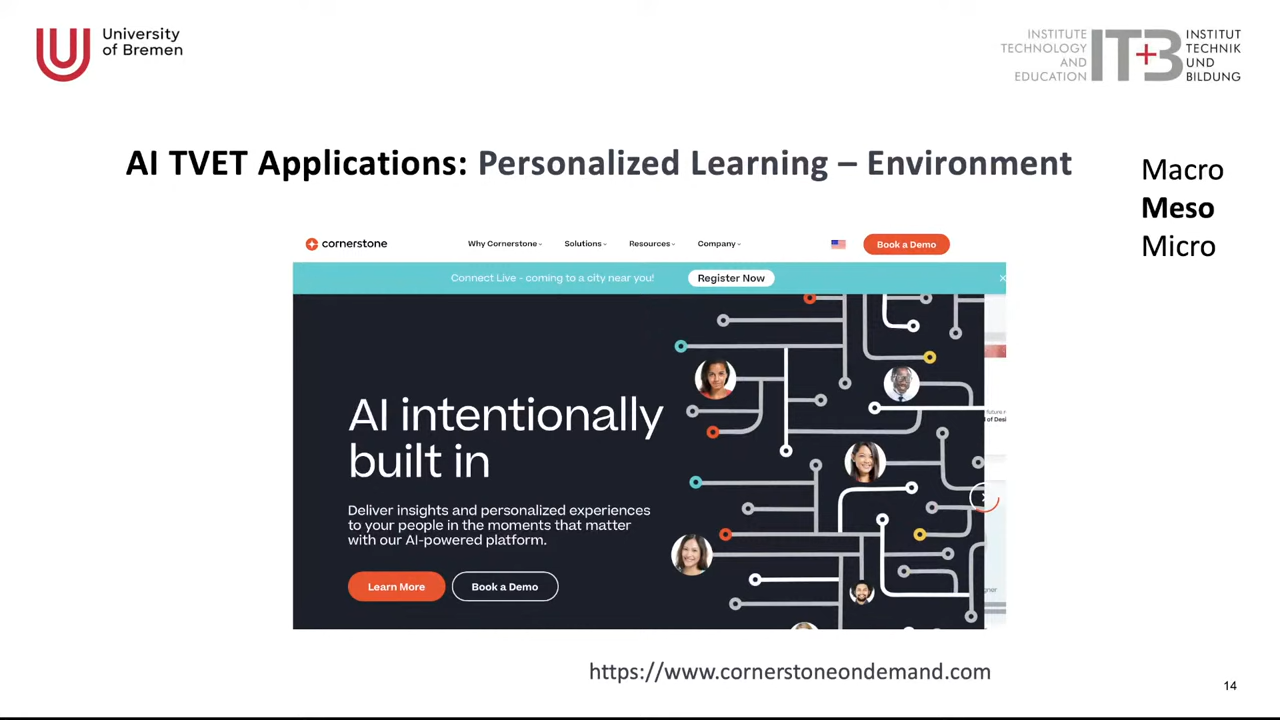 University
of Bremen
INSTITUTE
TECHNOLOGY
AND
EDUCATION
IT+B
INSTITUT
TECHNIK
UND
BILDUNG
AI TVET Applications: Personalized Learning – Environment
Macro
Meso
Micro
cornerstone
Why Cornerstone
Solutions
Resources
Company
Book a Demo
Connect Live - coming to a city near you!
Register Now
AI intentionally
built in
Deliver insights and personalized experiences
to your people in the moments that matter
with our AI-powered platform.
Learn More
Book a Demo
https://www.cornerstoneondemand.com
14